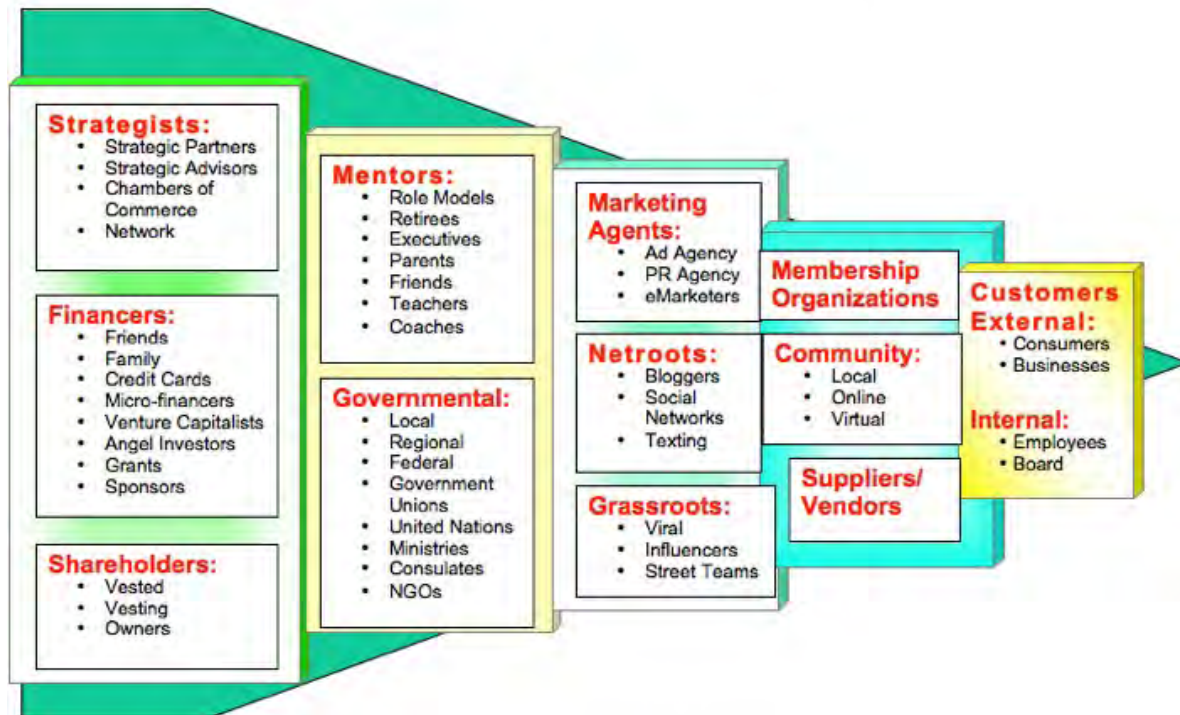 Strategists:
• Strategic Partners
• Strategic Advisors
• Chambers of
Commerce
• Network
Financers:
• Friends
• Family
• Credit Cards
• Micro-financers
• Venture Capitalists
• Angel Investors
• Grants
• Sponsors
Shareholders:
• Vested
• Vesting
• Owners
Mentors:
• Role Models
• Retirees
• Executives
• Parents
• Friends
• Teachers
• Coaches
Governmental:
• Local
• Regional
• Federal
• Government
Unions
• United Nations
• Ministries
• Consulates
• NGOs
Marketing
Agents:
• Ad Agency
• PR Agency
• eMarketers
Netroots:
• Bloggers
• Social
Networks
• Texting
Grassroots:
• Viral
• Influencers
• Street Teams
Membership
Organizations
Community:
• Local
• Online
• Virtual
Suppliers/
Vendors
Customers
External:
• Consumers
• Businesses
Internal:
• Employees
• Board